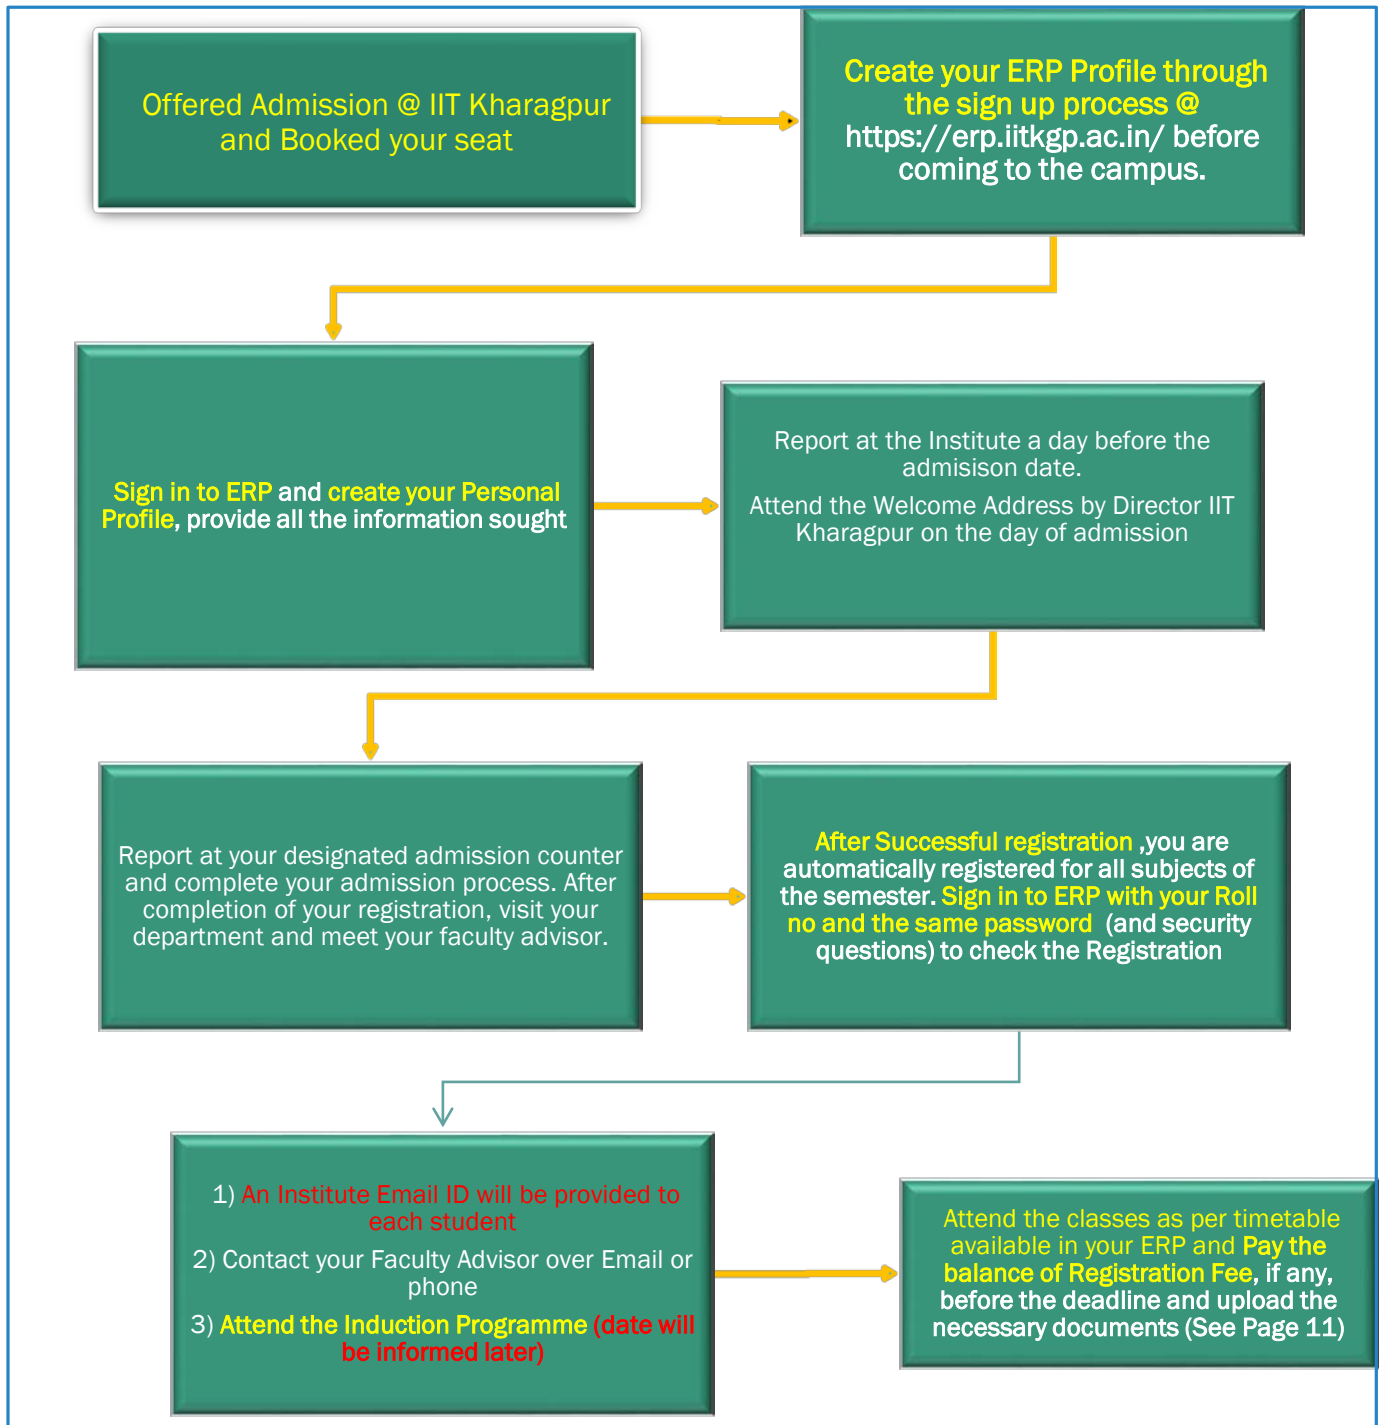 Offered Admission @ IIT Kharagpur
and Booked your seat
Create your ERP Profile through
the sign up process @
https://erp.iitkgp.ac.in/ before
coming to the campus.
Sign in to ERP and create your Personal
Profile, provide all the information sought
Report at the Institute a day before the
admisison date.
Attend the Welcome Address by Director IIT
Kharagpur on the day of admission
Report at your designated admission counter
and complete your admission process. After
completion of your registration, visit your
department and meet your faculty advisor.
After Successful registration ,you are
automatically registered for all subjects of
the semester. Sign in to ERP with your Roll
no and the same password (and security
questions) to check the Registration
1) An Institute Email ID will be provided to
each student
2) Contact your Faculty Advisor over Email or
phone
3) Attend the Induction Programme (date will
be informed later)
Attend the classes as per timetable
available in your ERP and Pay the
balance of Registration Fee, if any,
before the deadline and upload the
necessary documents (See Page 11)